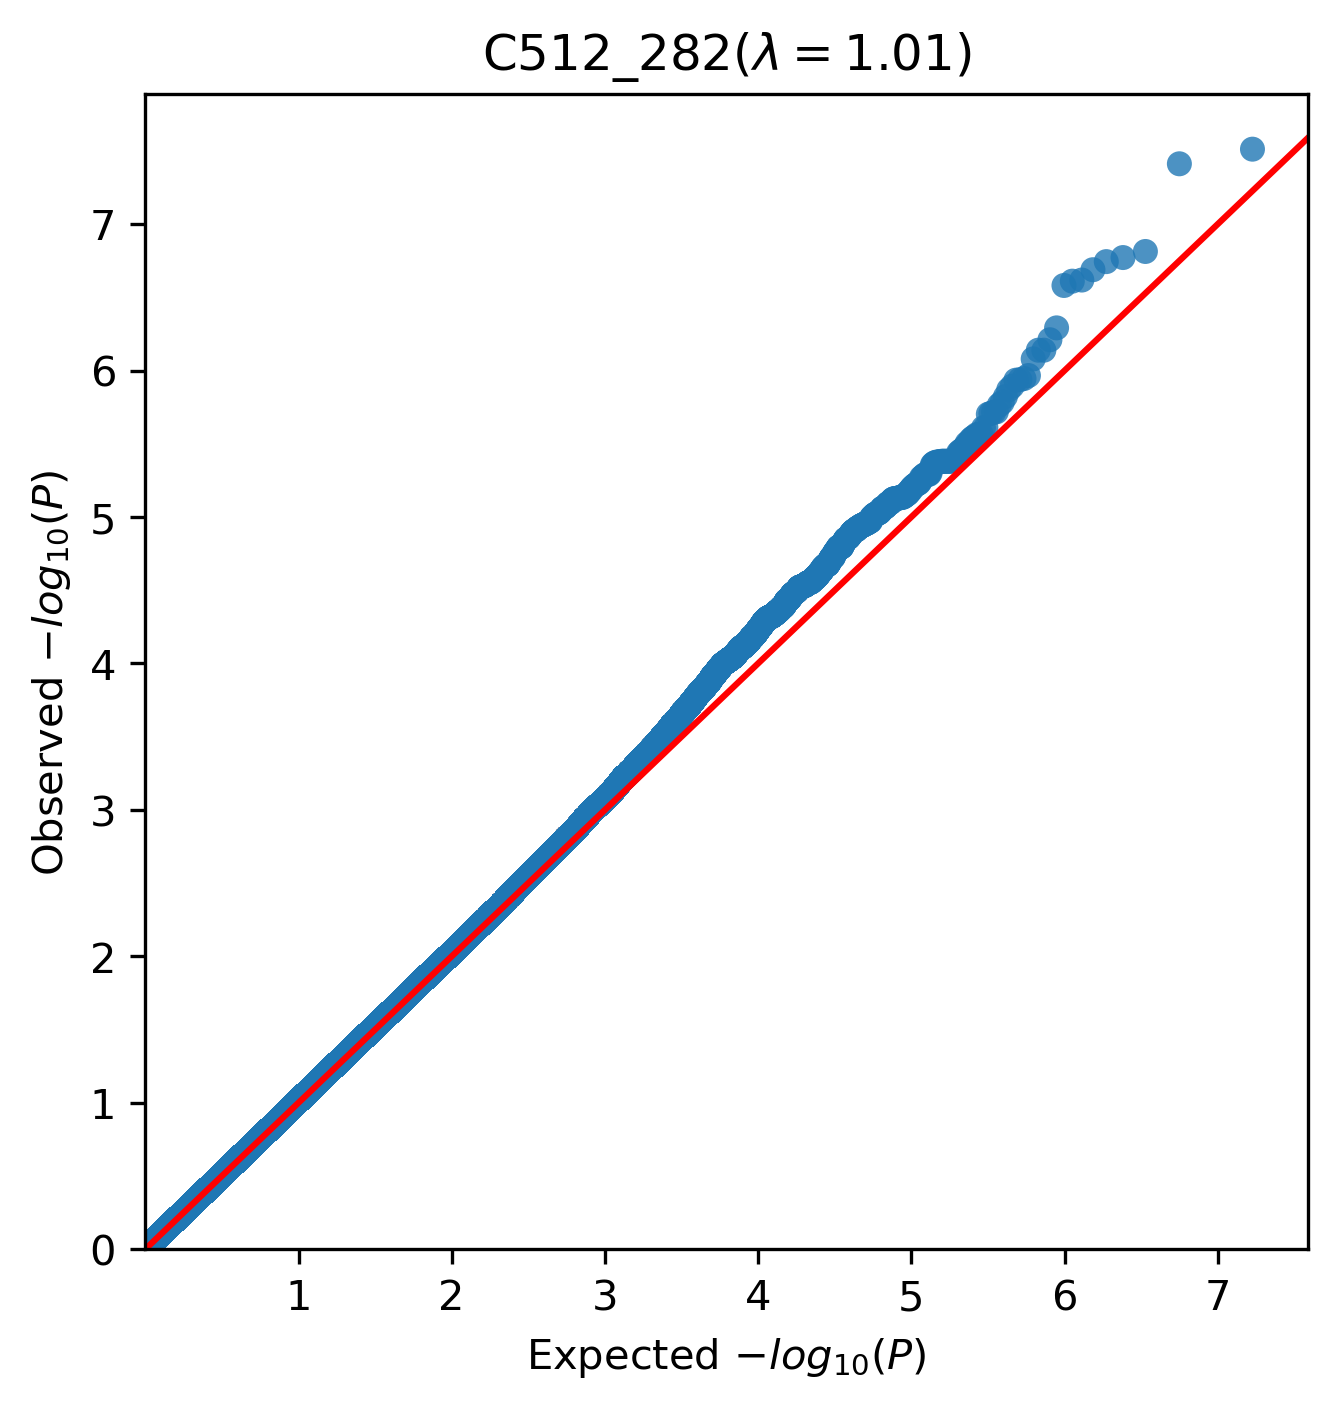 C512_282(λ = 1.01)
Observed −log₁₀(P)
7
6
5
4
3
2
1
0
1 2 3 4 5 6 7
Expected −log₁₀(P)